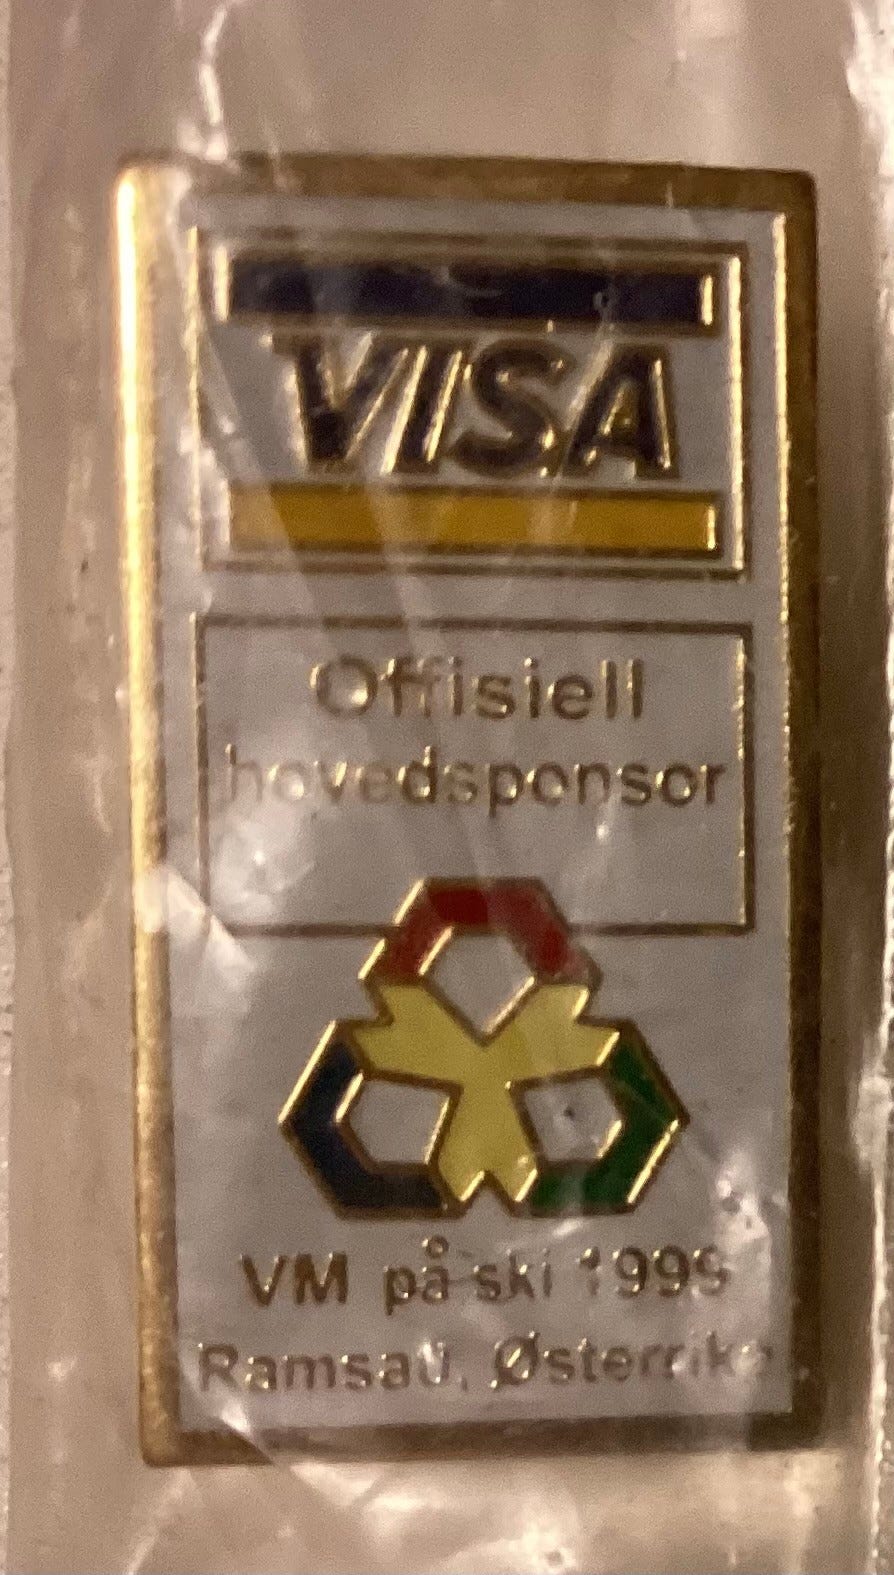 VISA
Offisiell
hovedsponsor
VM på ski 1999
Ramsau, Østerrike